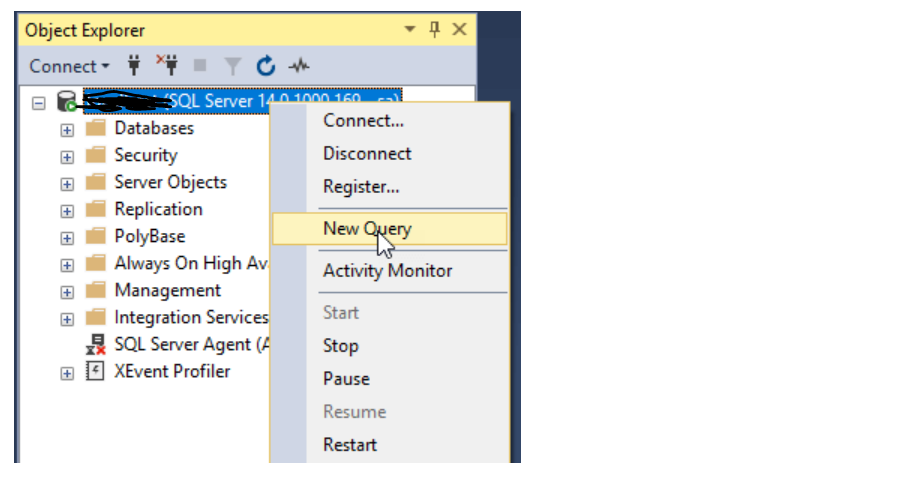 Object Explorer
Connect
(SQL Server 14.0.1000.169 - sa)
Databases
Security
Server Objects
Replication
PolyBase
Always On High Av
Management
Integration Services
SQL Server Agent (A
XEvent Profiler
Connect...
Disconnect
Register...
New Query
Activity Monitor
Start
Stop
Pause
Resume
Restart